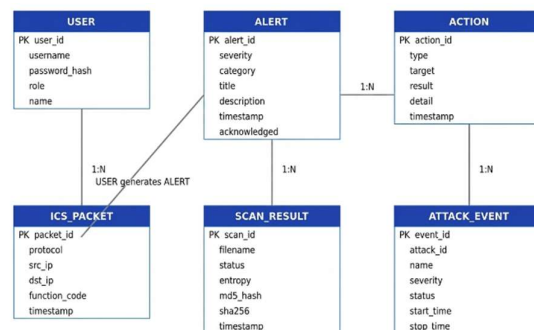 USER
PK user_id
username
password_hash
role
name
ALERT
PK alert_id
severity
category
title
description
timestamp
acknowledged
ACTION
PK action_id
type
target
result
detail
timestamp
1:N
1:N
USER generates ALERT
1:N
1:N
ICS_PACKET
PK packet_id
protocol
src_ip
dst_ip
function_code
timestamp
SCAN_RESULT
PK scan_id
filename
status
entropy
md5_hash
sha256
timestamp
ATTACK_EVENT
PK event_id
attack_id
name
severity
status
start_time
stop_time